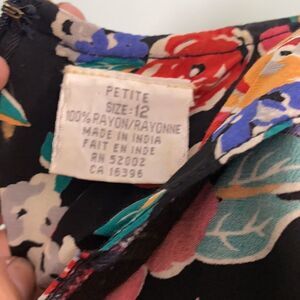 PETITE
SIZE: 12
100% RAYON/RAYONNE
MADE IN INDIA
FAIT EN INDE
RN 52002
CA 16396